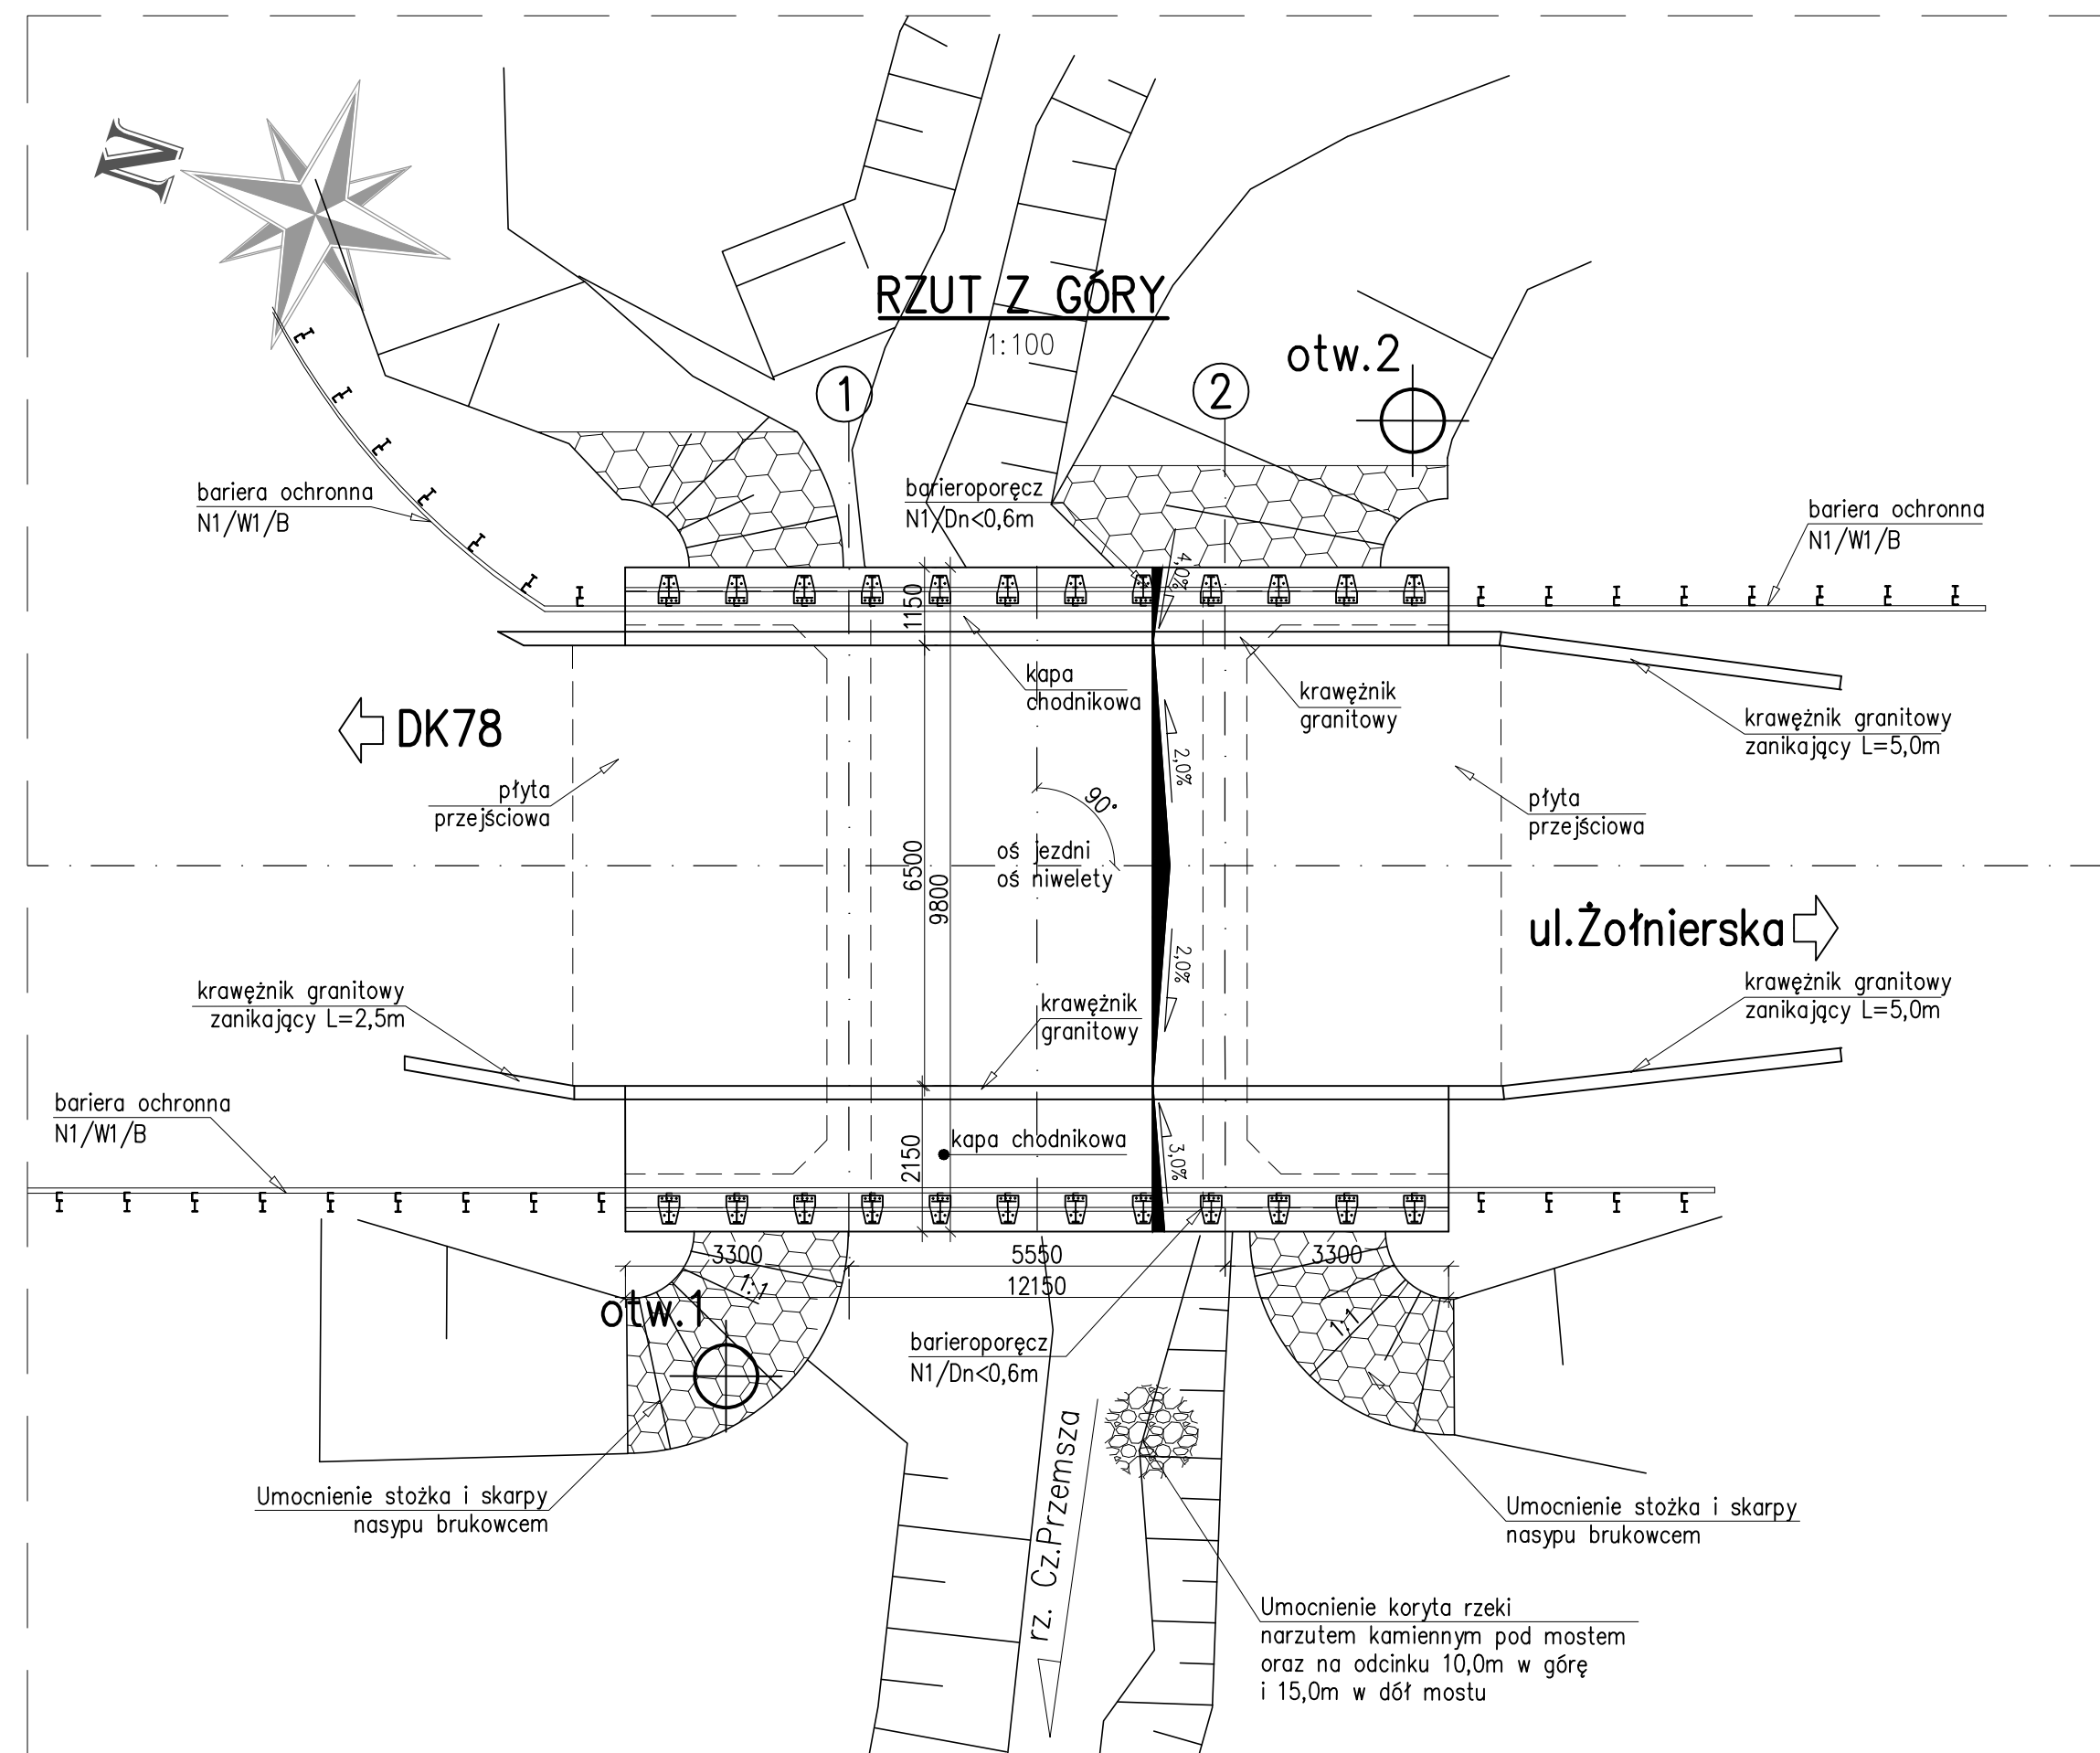 N
RZUT Z GÓRY
1:100
otw.2
1
2
bariera ochronna
N1/W1/B
barieroporęcz
N1/Dn<0,6m
bariera ochronna
N1/W1/B
4,0%
1150
kapa
chodnikowa
krawężnik
granitowy
krawężnik granitowy
zanikający L=5,0m
DK78
2,0%
płyta
przejściowa
90°
płyta
przejściowa
oś jezdni
oś niwelety
6500
9800
ul.Żołnierska
2,0%
krawężnik granitowy
zanikający L=2,5m
krawężnik
granitowy
krawężnik granitowy
zanikający L=5,0m
bariera ochronna
N1/W1/B
2150
kapa chodnikowa
3,0%
3300
5550
3300
12150
1:1
otw.1
1:1
barieroporęcz
N1/Dn<0,6m
rz. Cz.Przemsza
Umocnienie stożka i skarpy
nasypu brukowcem
Umocnienie stożka i skarpy
nasypu brukowcem
Umocnienie koryta rzeki
narzutem kamiennym pod mostem
oraz na odcinku 10,0m w górę
i 15,0m w dół mostu